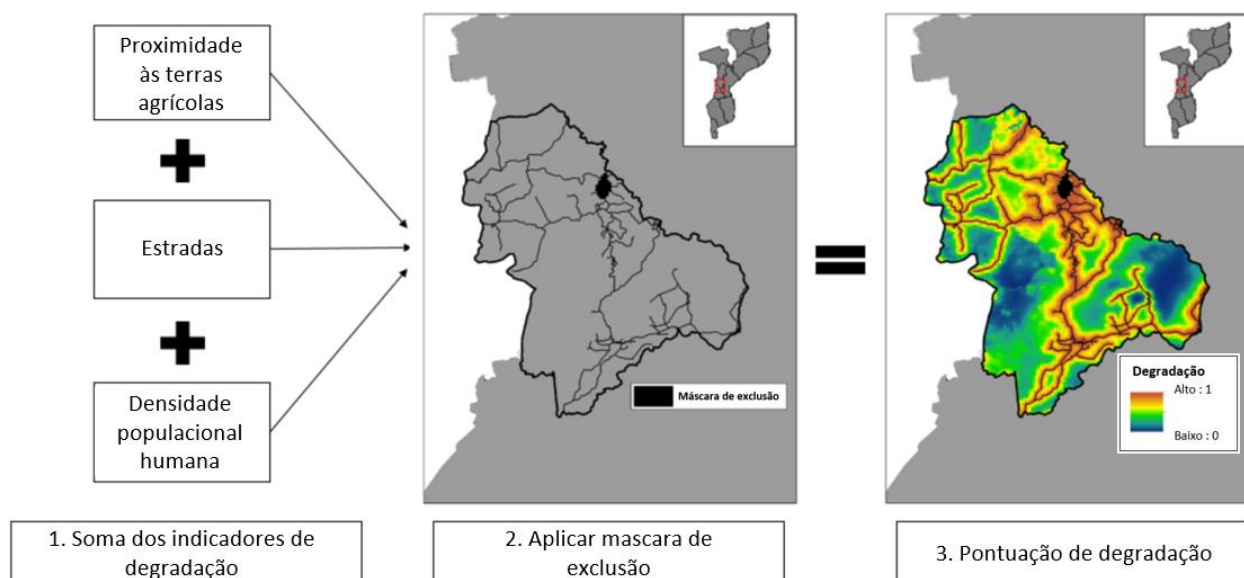 Proximidade
às terras
agrícolas
Estradas
Densidade
populacional
humana
1. Soma dos indicadores de
degradação
Máscara de exclusão
2. Aplicar mascara de
exclusão
Degradação
Alto : 1
Baixo : 0
3. Pontuação de degradação